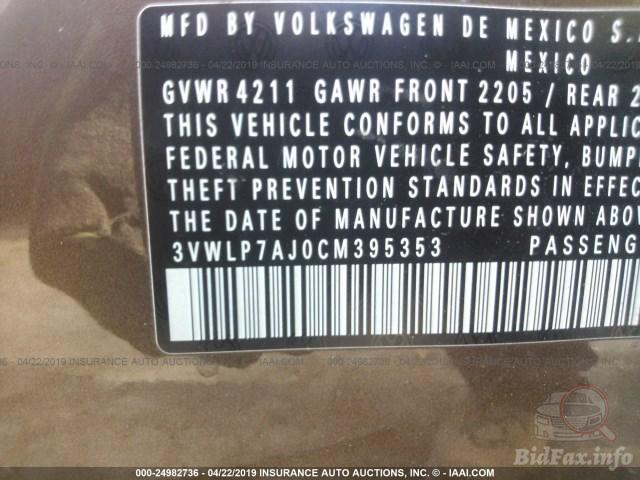 MFD BY VOLKSWAGEN DE MEXICO S.
MEXICO
GVWR 4211 GAWR FRONT 2205 / REAR 2
THIS VEHICLE CONFORMS TO ALL APPLIC
FEDERAL MOTOR VEHICLE SAFETY, BUMP
THEFT PREVENTION STANDARDS IN EFFEC
THE DATE OF MANUFACTURE SHOWN ABO
3VWLP7AJ0CM395353 PASSENG
000-24982736 - 04/22/2019 INSURANCE AUTO AUCTIONS, INC. - © - IAAI.COM
BidFax.info